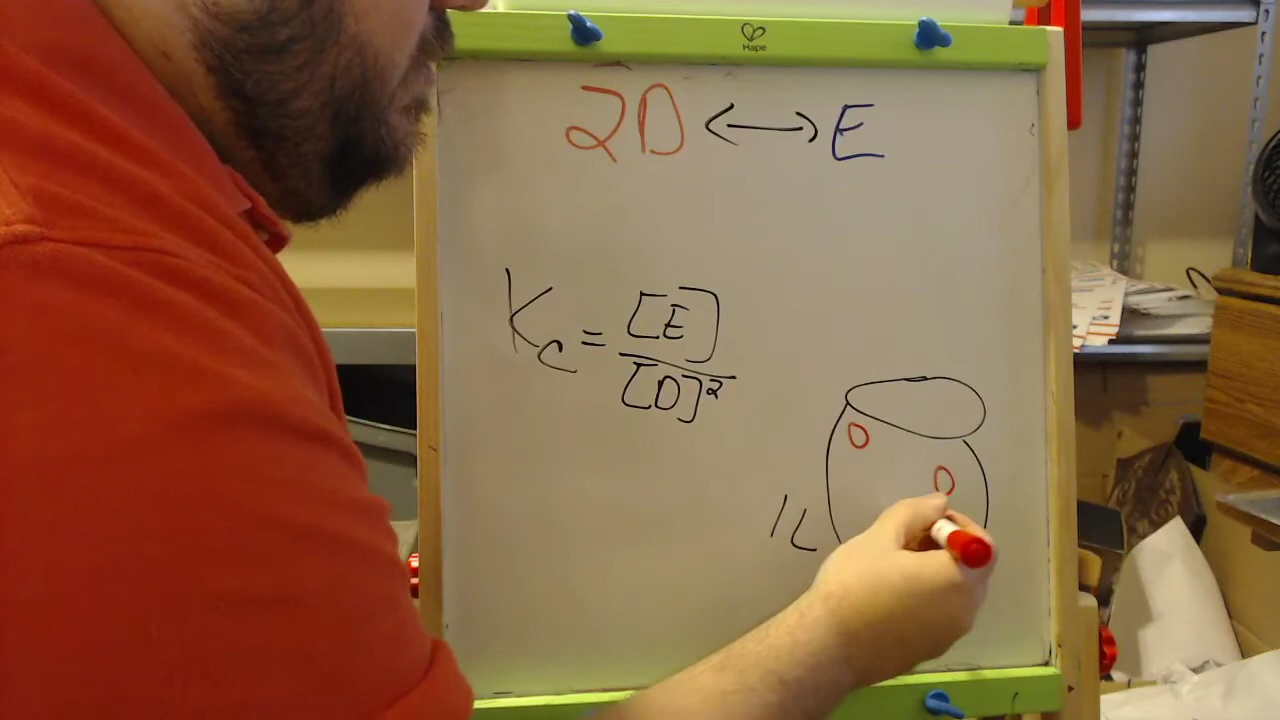 Hape
2D ↔ E
Kc = [E] / [D]²
D
D
1L